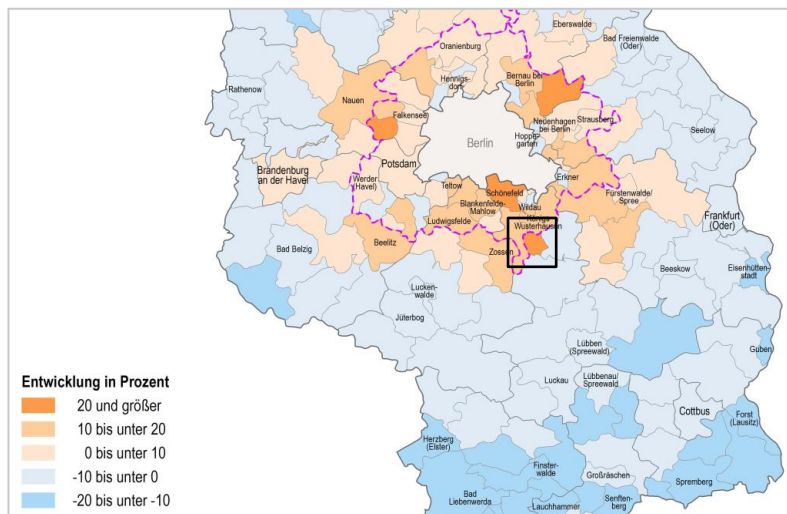 Eberswalde
Bad Freienwalde
(Oder)
Oranienburg
Rathenow
Hennigs-
dorf
Bernau bei
Berlin
Nauen
Falkensee
Neuenhagen
bei Berlin
Strausberg
Seelow
Berlin
Hoppe-
garten
Brandenburg
an der Havel
Potsdam
Werder
(Havel)
Teltow
Schönefeld
Erkner
Fürstenwalde/
Spree
Blankenfelde-
Mahlow
Wildau
Königs
Wusterhausen
Frankfurt
(Oder)
Ludwigsfelde
Bad Belzig
Beelitz
Zossen
Beeskow
Eisenhütten-
stadt
Lucken-
walde
Jüterbog
Lübben
(Spreewald)
Guben
Luckau
Lübbenau/
Spreewald
Cottbus
Forst
(Lausitz)
Herzberg
(Elster)
Finster-
walde
Großräschen
Spremberg
Bad
Liebenwerda
Lauchhammer
Senften-
berg
Entwicklung in Prozent
20 und größer
10 bis unter 20
0 bis unter 10
-10 bis unter 0
-20 bis unter -10